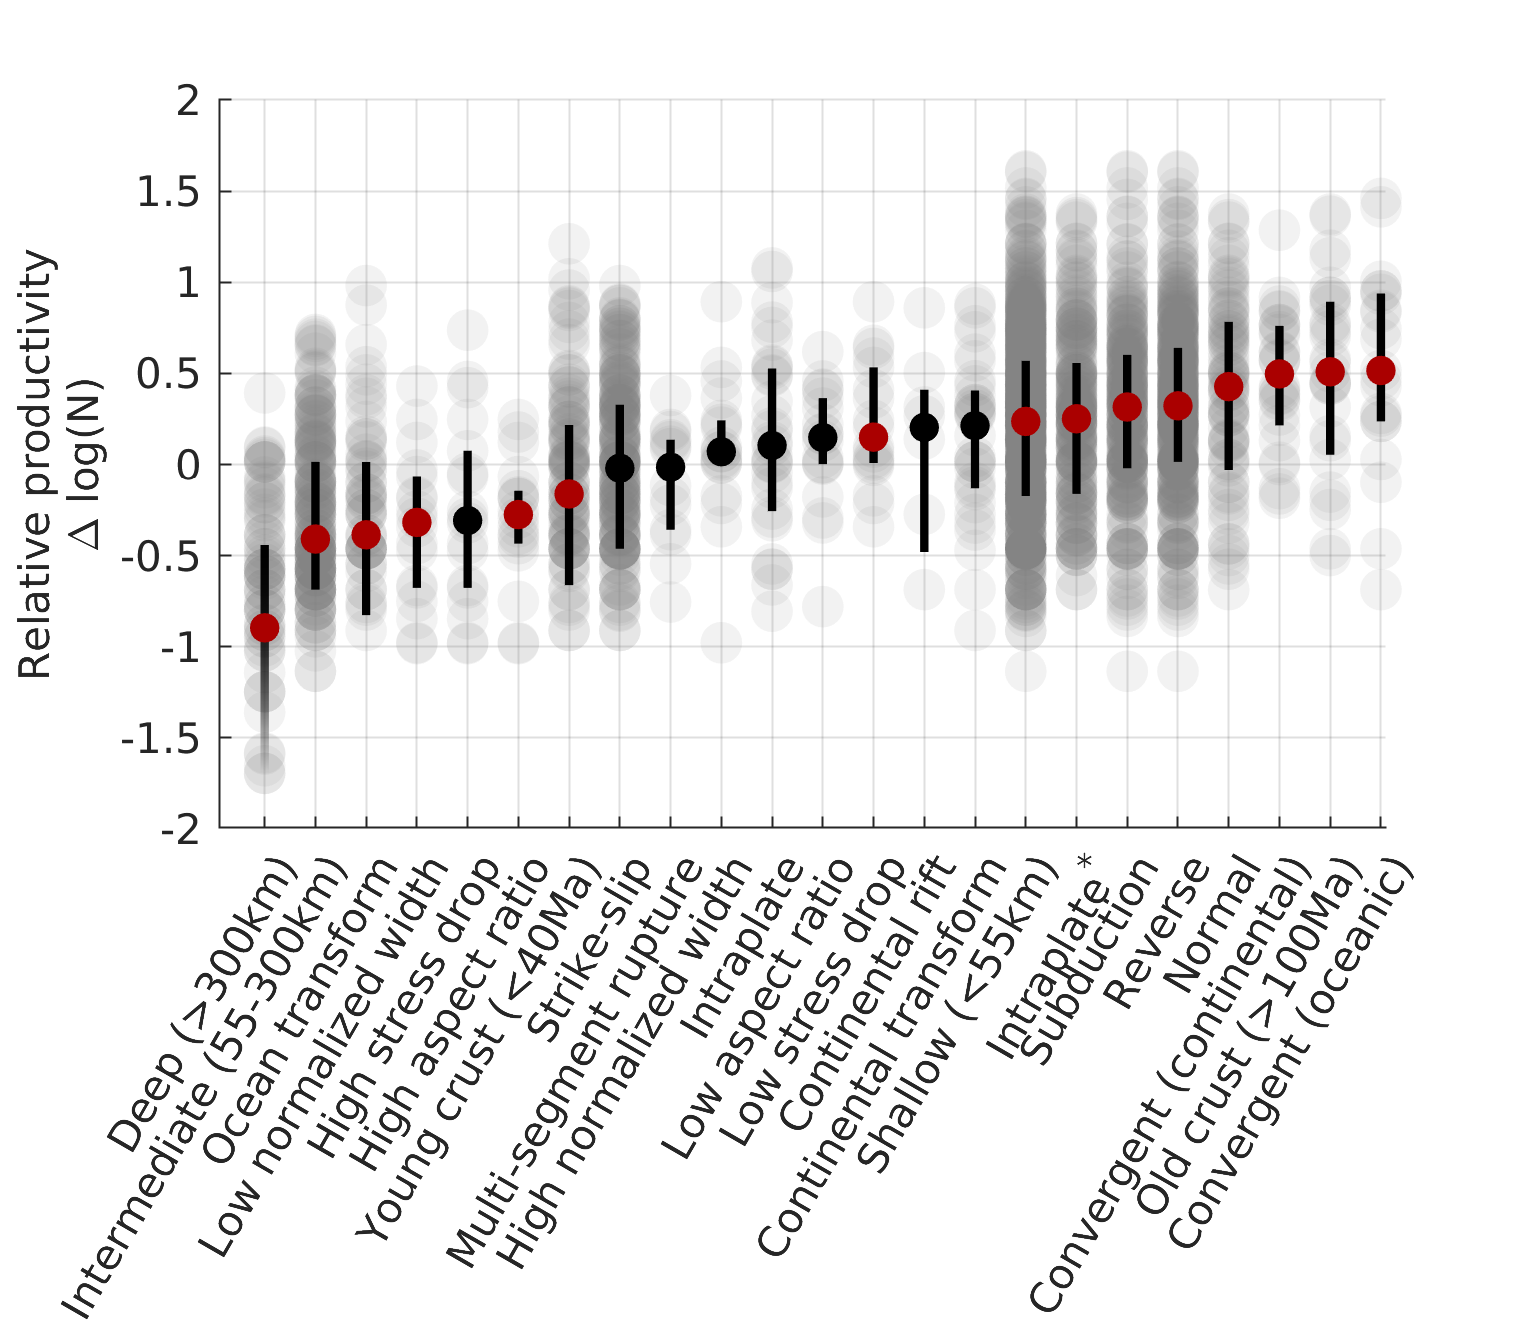 Relative productivity
Δ log(N)
2
1.5
1
0.5
0
-0.5
-1
-1.5
-2
Deep (>300km)
Intermediate (55-300km)
Ocean transform
Low normalized width
High stress drop
High aspect ratio
Young crust (<40Ma)
Strike-slip
Multi-segment rupture
High normalized width
Intraplate
Low aspect ratio
Low stress drop
Continental rift
Continental transform
Shallow (<55km)
Intraplate*
Subduction
Reverse
Normal
Convergent (continental)
Old crust (>100Ma)
Convergent (oceanic)